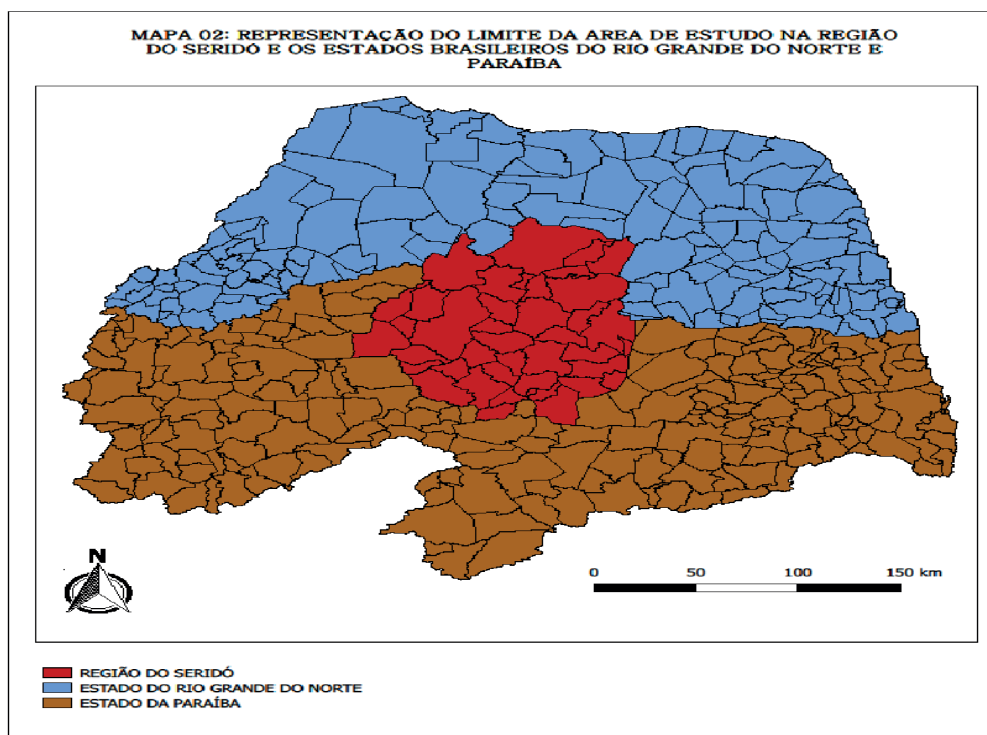 MAPA 02: REPRESENTAÇÃO DO LIMITE DA AREA DE ESTUDO NA REGIÃO
DO SERIDÓ E OS ESTADOS BRASILEIROS DO RIO GRANDE DO NORTE E
PARAÍBA
N
0 50 100 150 km
REGIÃO DO SERIDÓ
ESTADO DO RIO GRANDE DO NORTE
ESTADO DA PARAÍBA